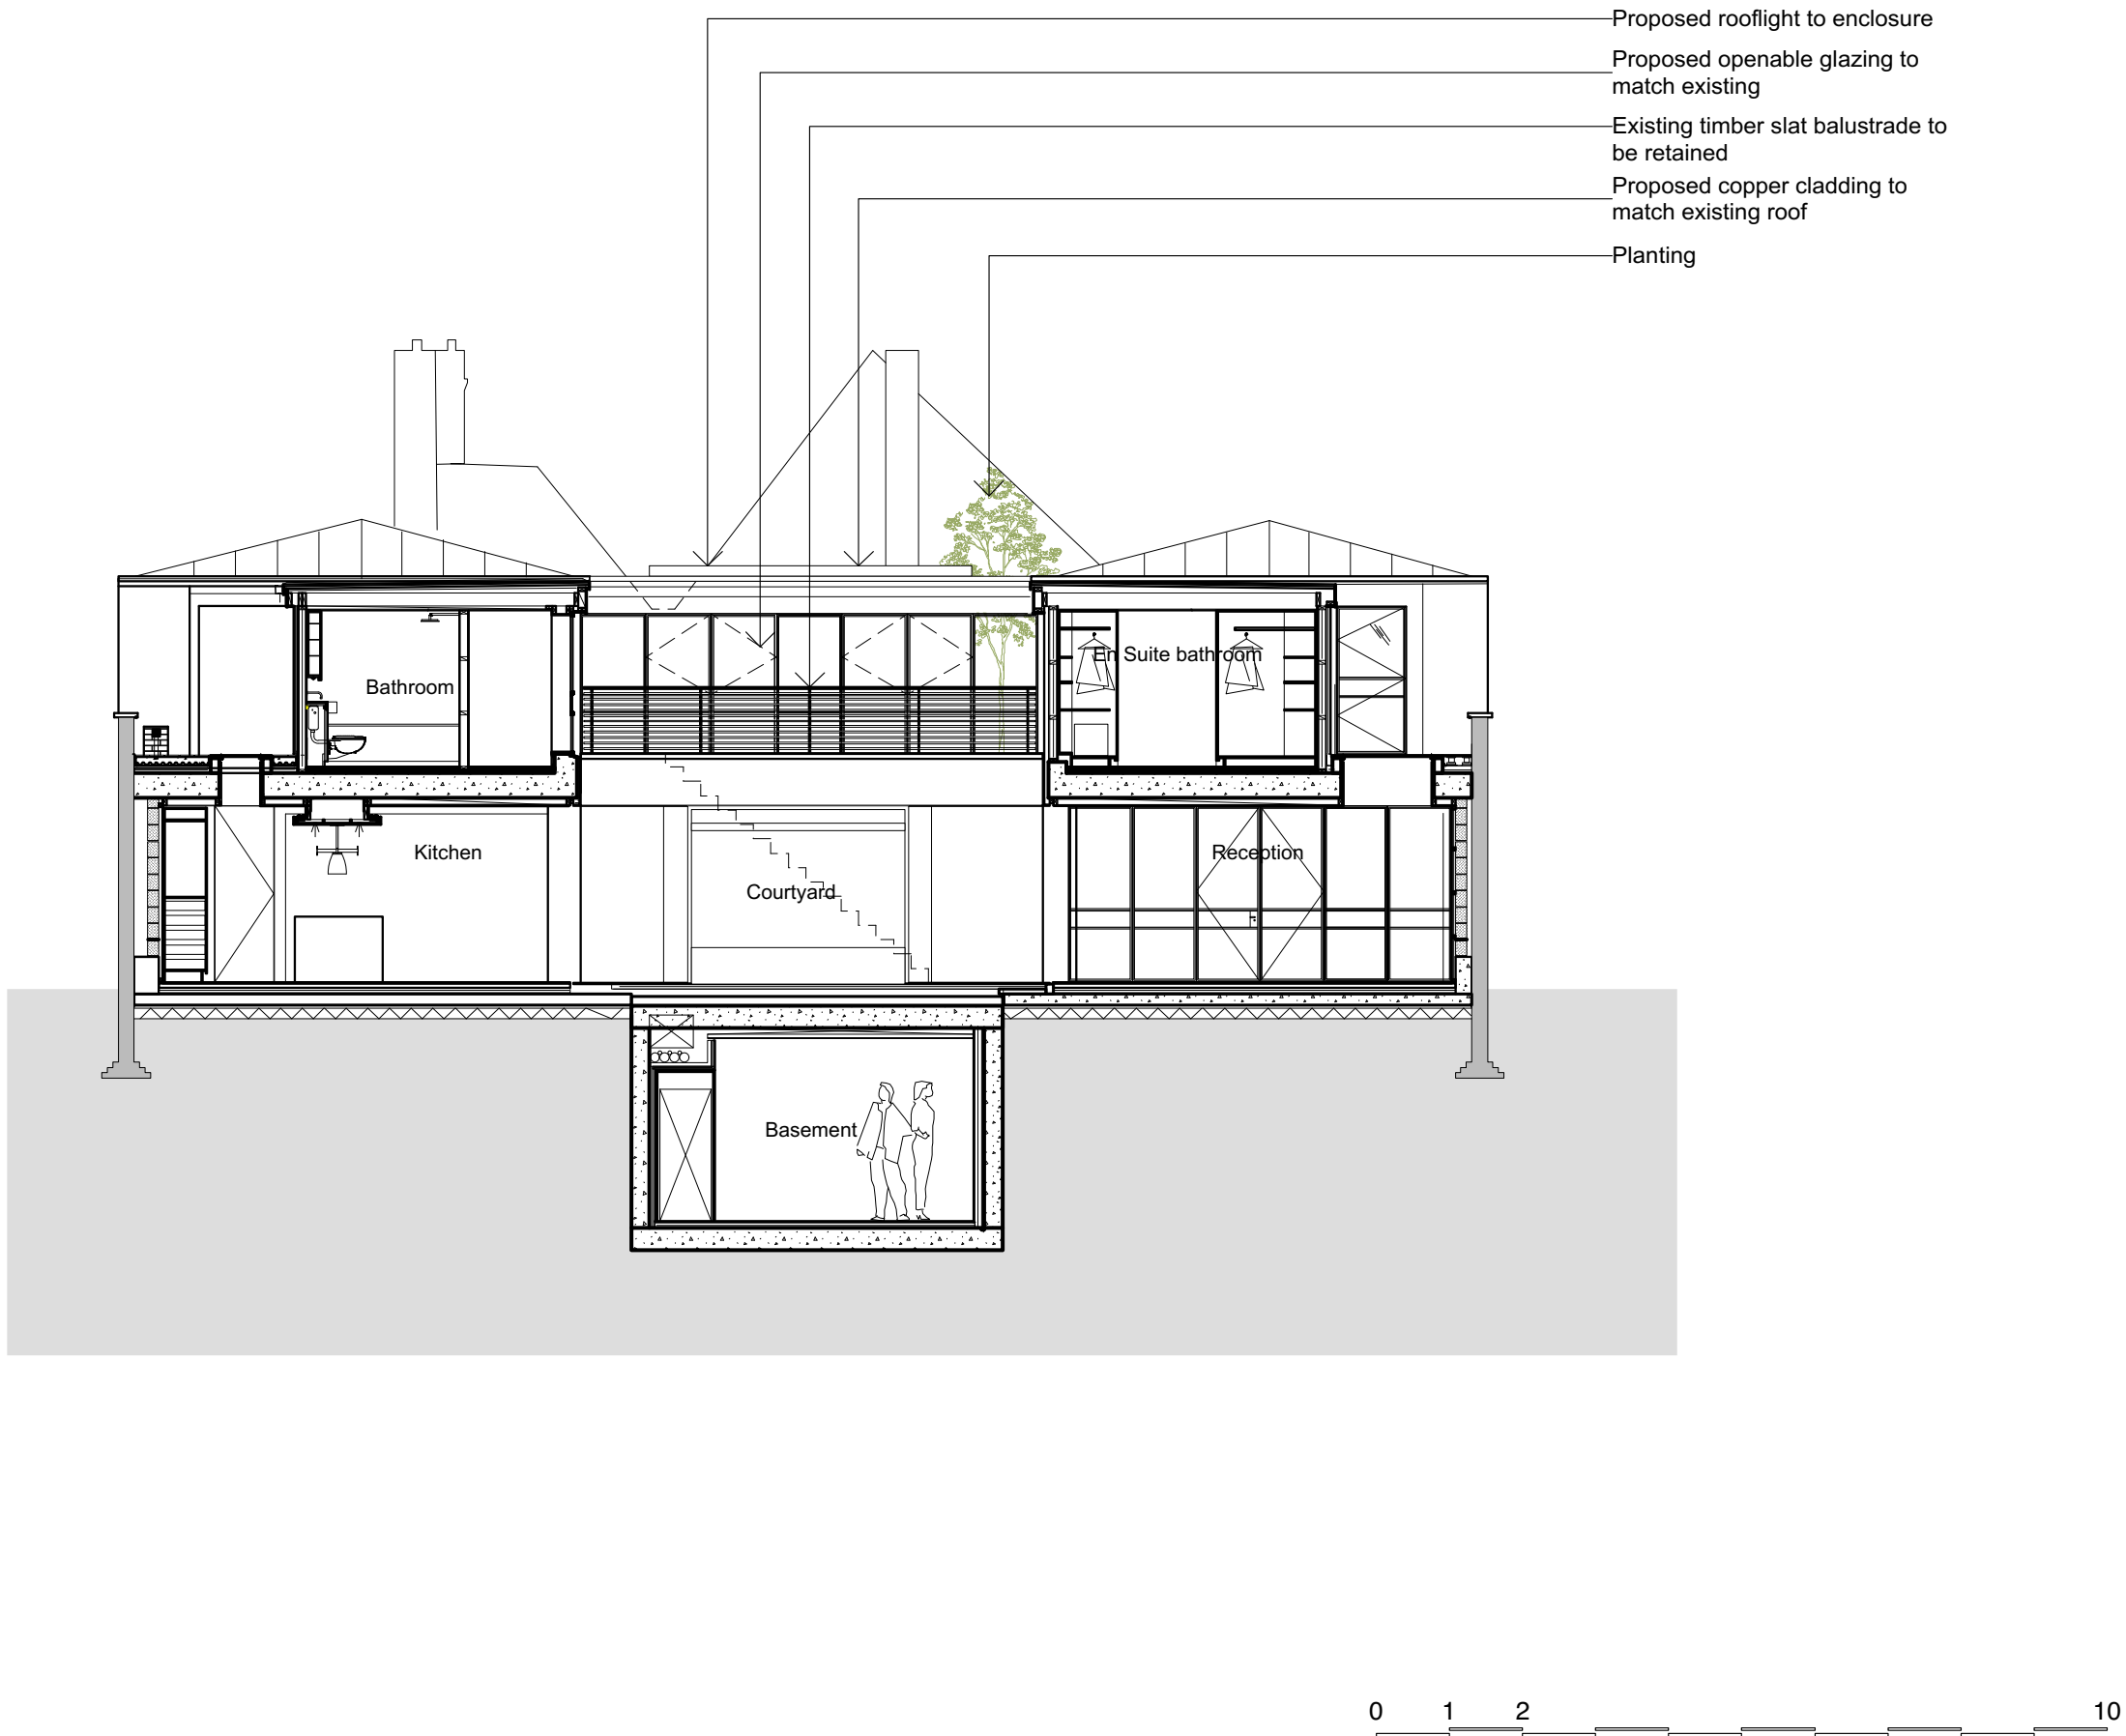 Proposed rooflight to enclosure
Proposed openable glazing to
match existing
Existing timber slat balustrade to
be retained
Proposed copper cladding to
match existing roof
Planting
En Suite bathroom
Bathroom
Kitchen
Reception
Courtyard
Basement
0 1 2 10